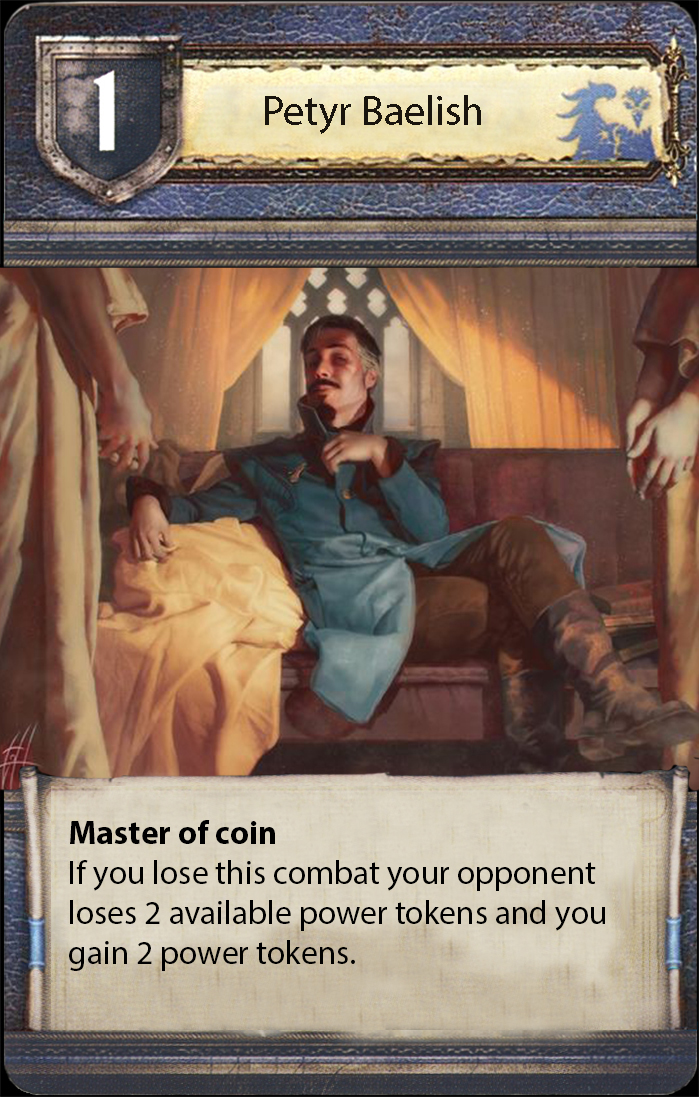 1
Petyr Baelish
Master of coin
If you lose this combat your opponent
loses 2 available power tokens and you
gain 2 power tokens.